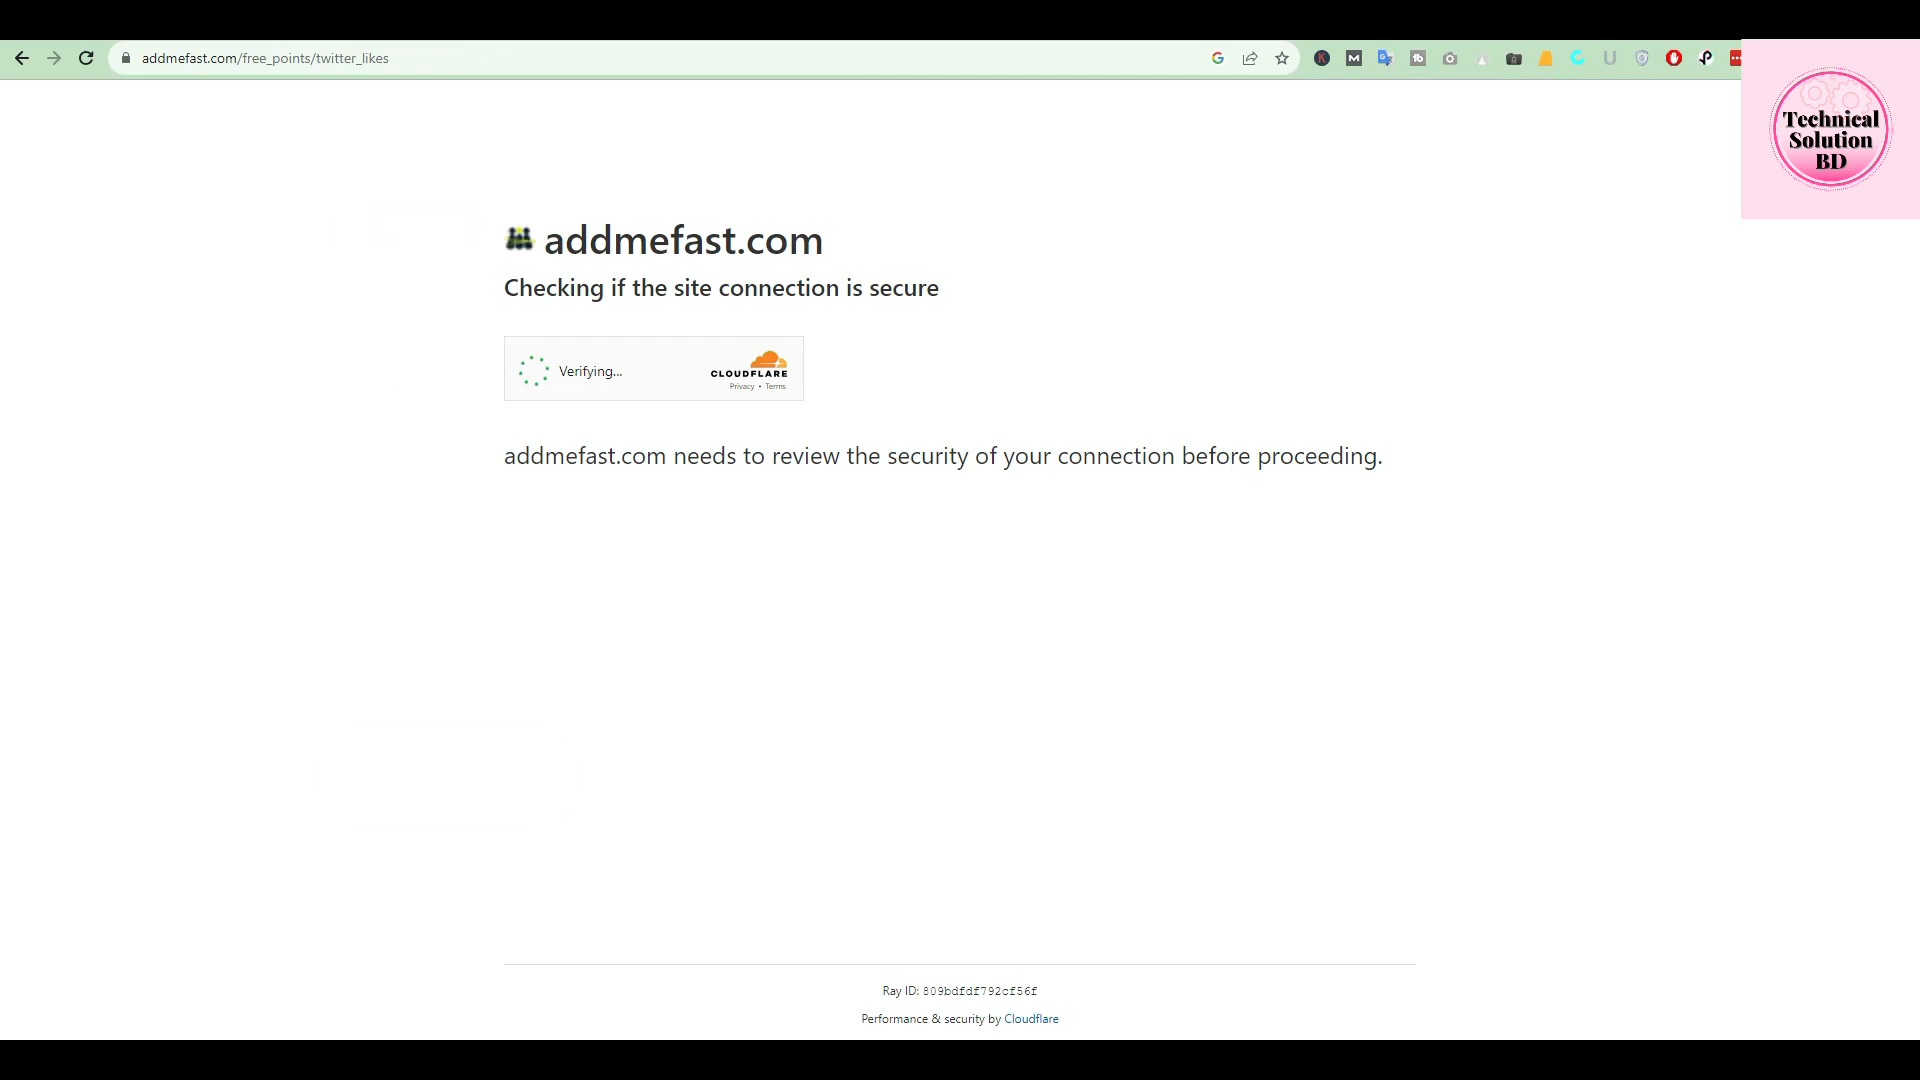 addmefast.com/free_points/twitter_likes
Technical
Solution
BD
addmefast.com
Checking if the site connection is secure
Verifying...
CLOUDFLARE
Privacy • Terms
addmefast.com needs to review the security of your connection before proceeding.
Ray ID: 809bdfdf792cf56f
Performance & security by Cloudflare